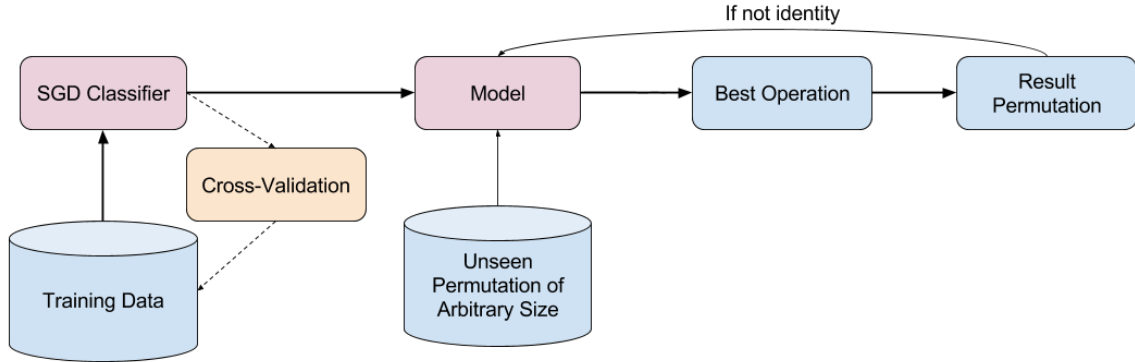 If not identity
SGD Classifier
Model
Best Operation
Result
Permutation
Cross-Validation
Training Data
Unseen
Permutation of
Arbitrary Size